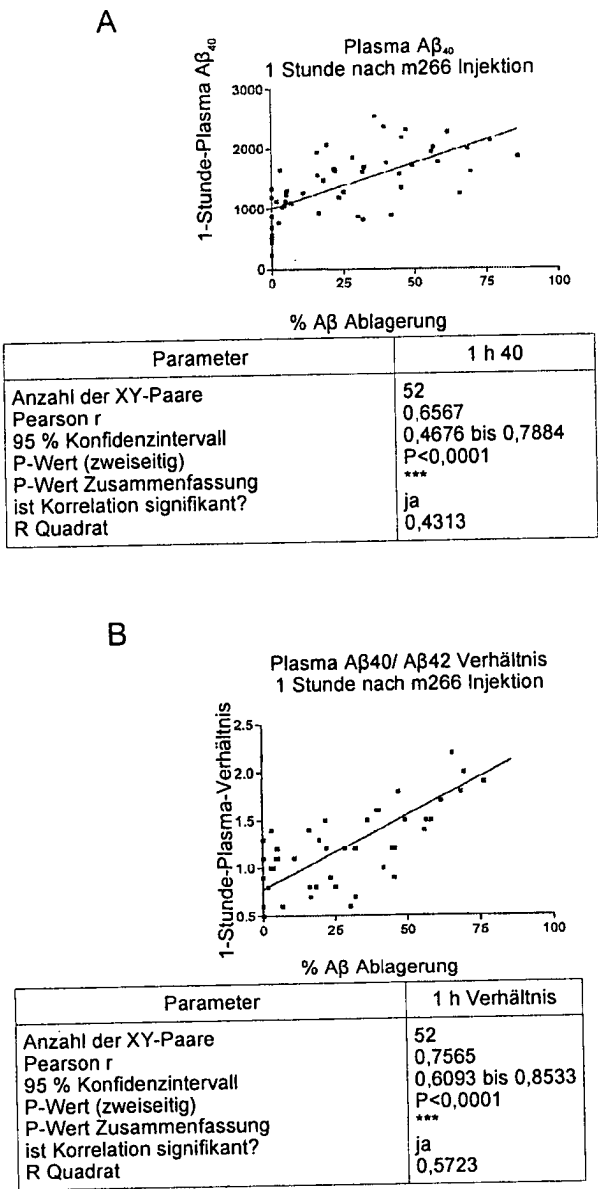 A
Plasma Aβ₄₀
1 Stunde nach m266 Injektion
1-Stunde-Plasma Aβ₄₀
3000
2000
1000
0
0 25 50 75 100
% Aβ Ablagerung
Parameter 1 h 40
Anzahl der XY-Paare 52
Pearson r 0,6567
95 % Konfidenzintervall 0,4676 bis 0,7884
P-Wert (zweiseitig) P<0,0001
P-Wert Zusammenfassung ***
ist Korrelation signifikant? ja
R Quadrat 0,4313
B
Plasma Aβ40/ Aβ42 Verhältnis
1 Stunde nach m266 Injektion
1-Stunde-Plasma-Verhältnis
2.5
2.0
1.5
1.0
0.5
0 25 50 75 100
% Aβ Ablagerung
Parameter 1 h Verhältnis
Anzahl der XY-Paare 52
Pearson r 0,7565
95 % Konfidenzintervall 0,6093 bis 0,8533
P-Wert (zweiseitig) P<0,0001
P-Wert Zusammenfassung ***
ist Korrelation signifikant? ja
R Quadrat 0,5723